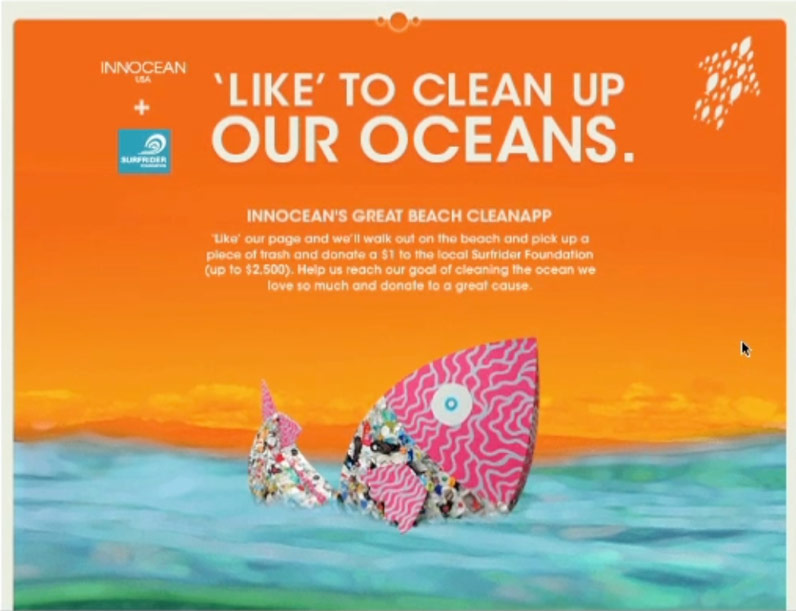 INNOCEAN
USA
+
SURFRIDER
FOUNDATION
‘LIKE’ TO CLEAN UP
OUR OCEANS.
INNOCEAN'S GREAT BEACH CLEANAPP
'Like' our page and we'll walk out on the beach and pick up a
piece of trash and donate a $1 to the local Surfrider Foundation
(up to $2,500). Help us reach our goal of cleaning the ocean we
love so much and donate to a great cause.